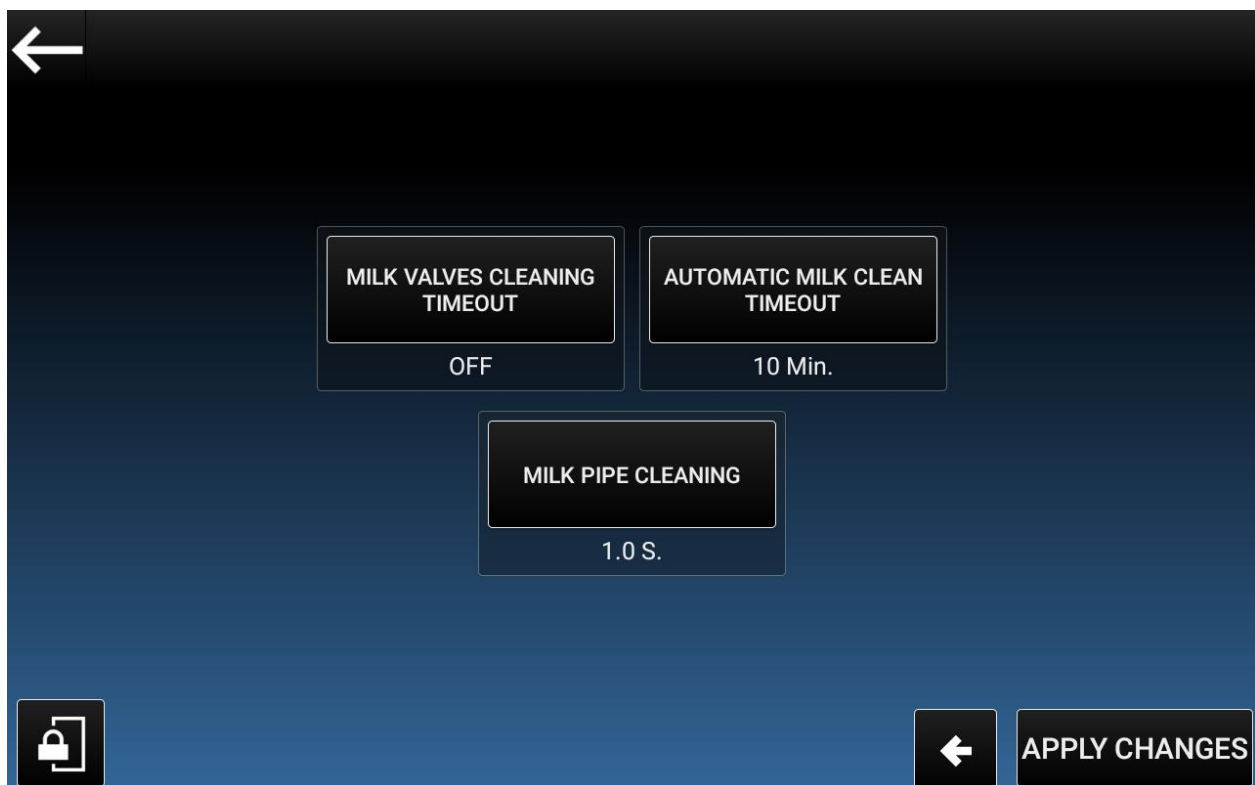 MILK VALVES CLEANING
TIMEOUT
OFF
AUTOMATIC MILK CLEAN
TIMEOUT
10 Min.
MILK PIPE CLEANING
1.0 S.
APPLY CHANGES